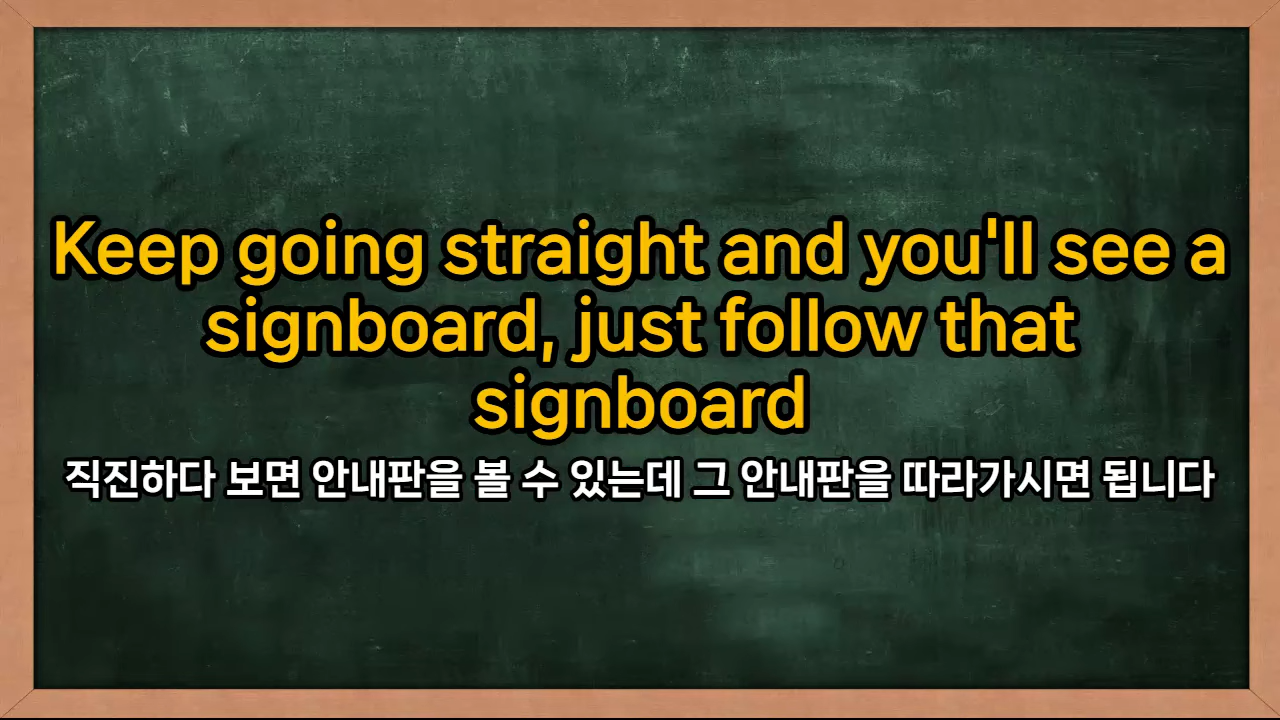 Keep going straight and you'll see a
signboard, just follow that
signboard
직진하다 보면 안내판을 볼 수 있는데 그 안내판을 따라가시면 됩니다